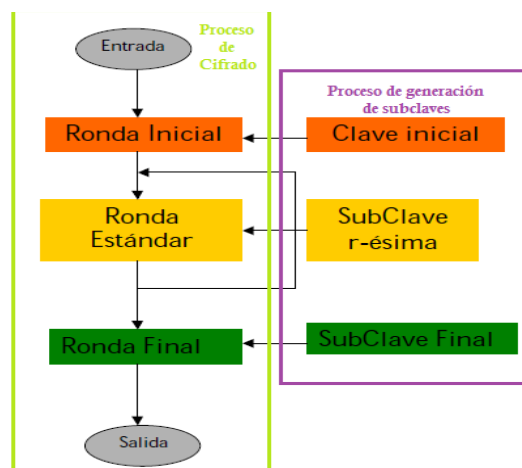 Entrada
Proceso
de
Cifrado
Proceso de generación
de subclaves
Ronda Inicial
Clave inicial
Ronda
Estándar
SubClave
r-ésima
Ronda Final
SubClave Final
Salida